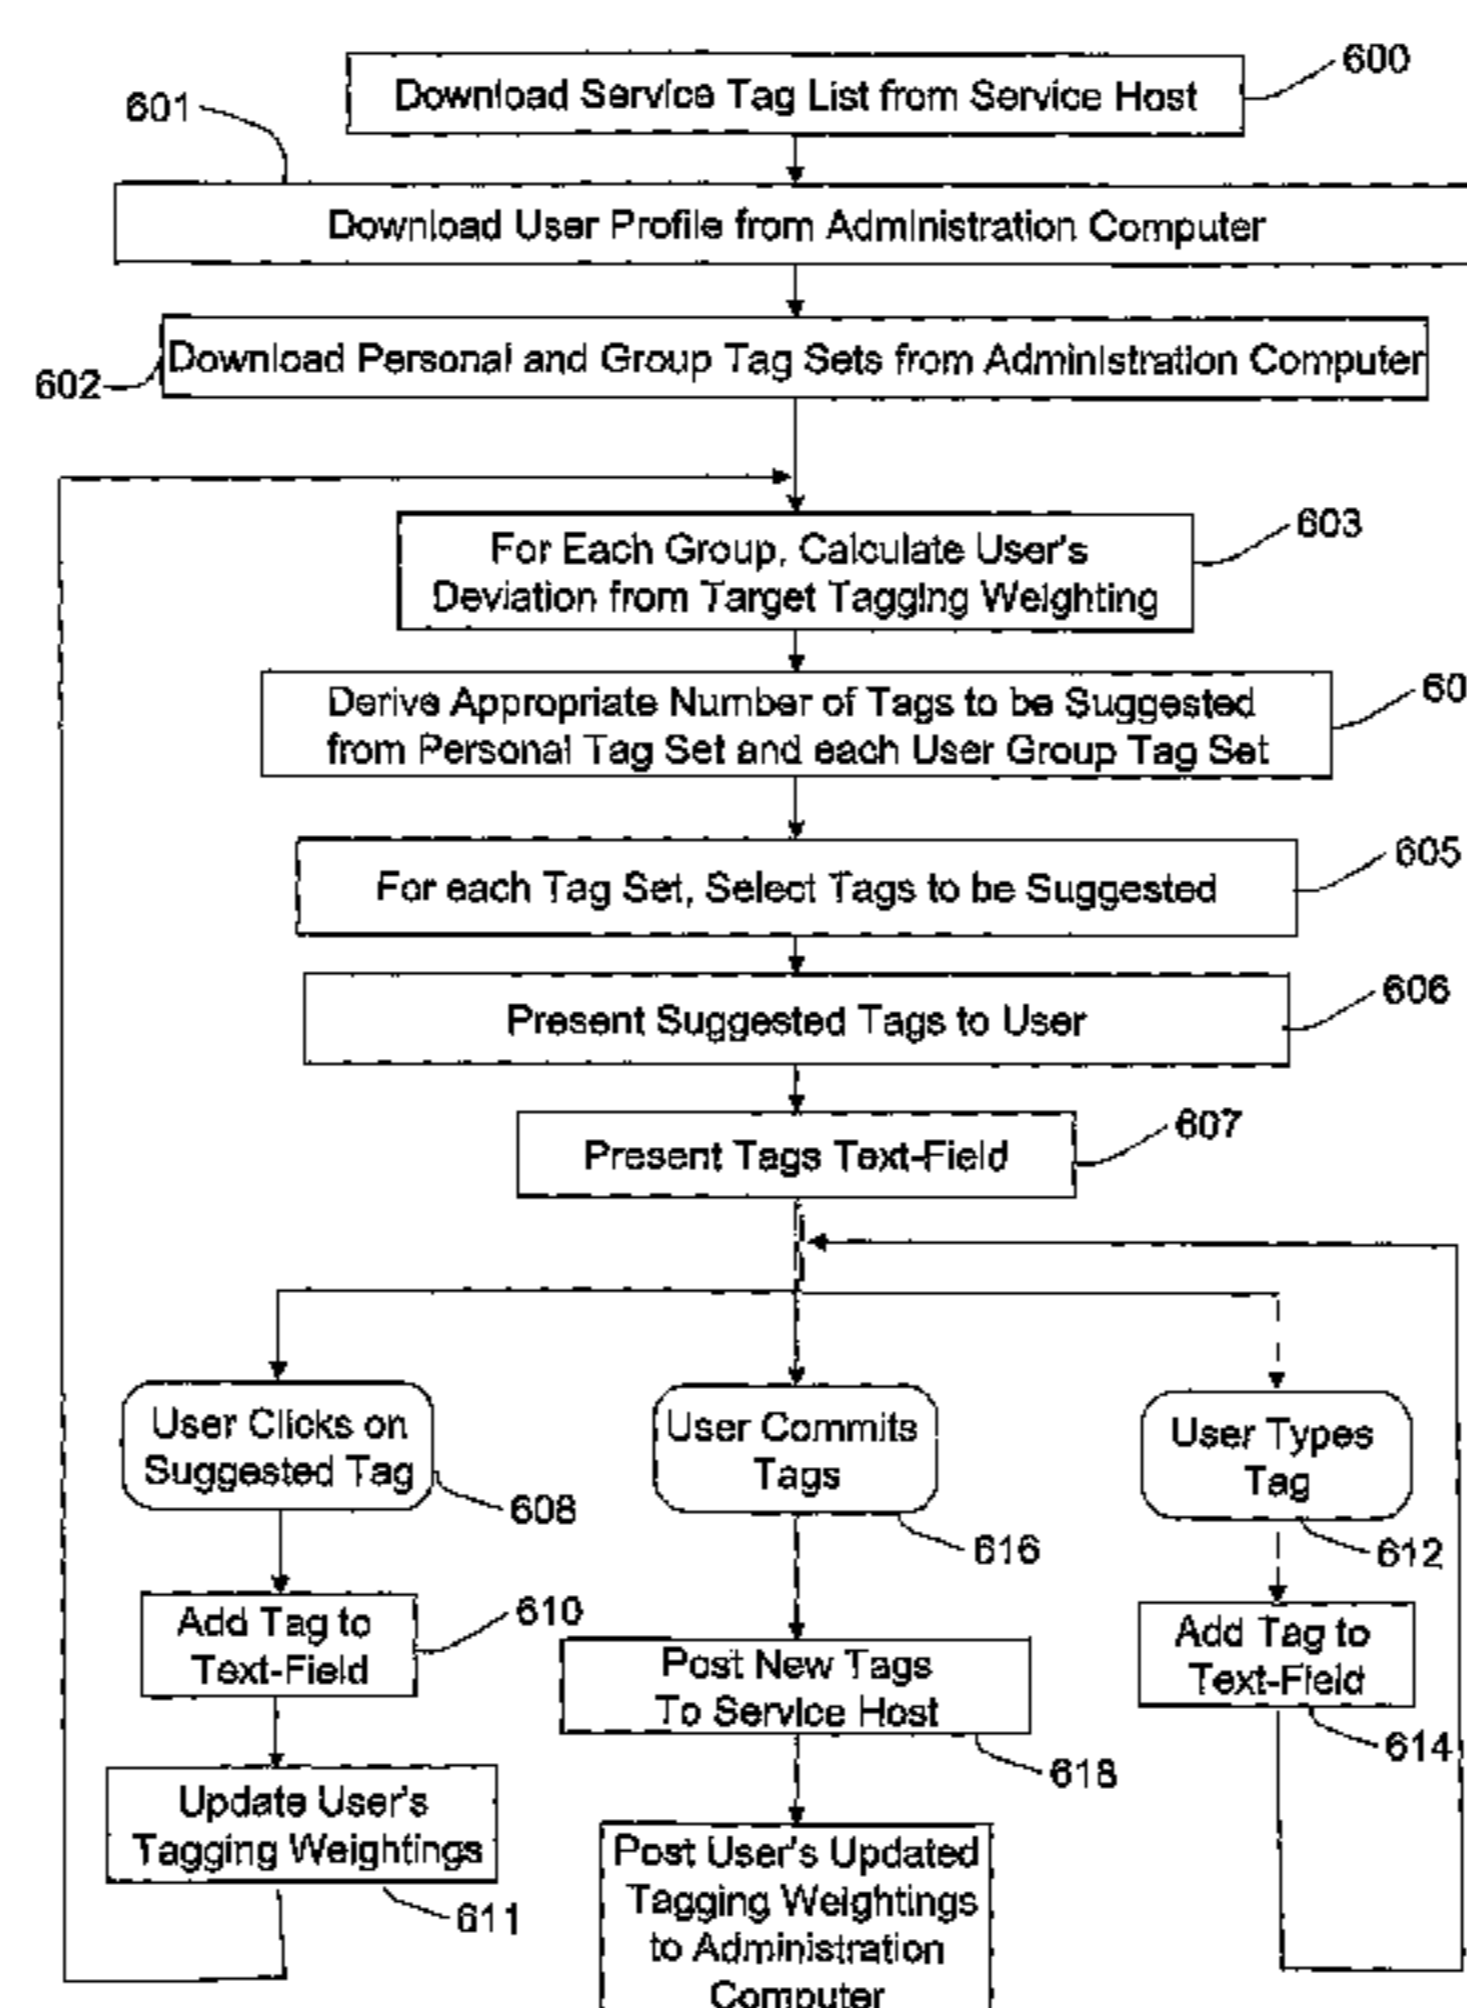 600
Download Service Tag List from Service Host
601
Download User Profile from Administration Computer
Download Personal and Group Tag Sets from Administration Computer
602
603
For Each Group, Calculate User's
Deviation from Target Tagging Weighting
60
Derive Appropriate Number of Tags to be Suggested
from Personal Tag Set and each User Group Tag Set
605
For each Tag Set, Select Tags to be Suggested
606
Present Suggested Tags to User
607
Present Tags Text-Field
User Clicks on
Suggested Tag
608
User Commits
Tags
616
User Types
Tag
612
Add Tag to
Text-Field
610
Post New Tags
To Service Host
618
Add Tag to
Text-Field
614
Update User's
Tagging Weightings
611
Post User's Updated
Tagging Weightings
to Administration
Computer